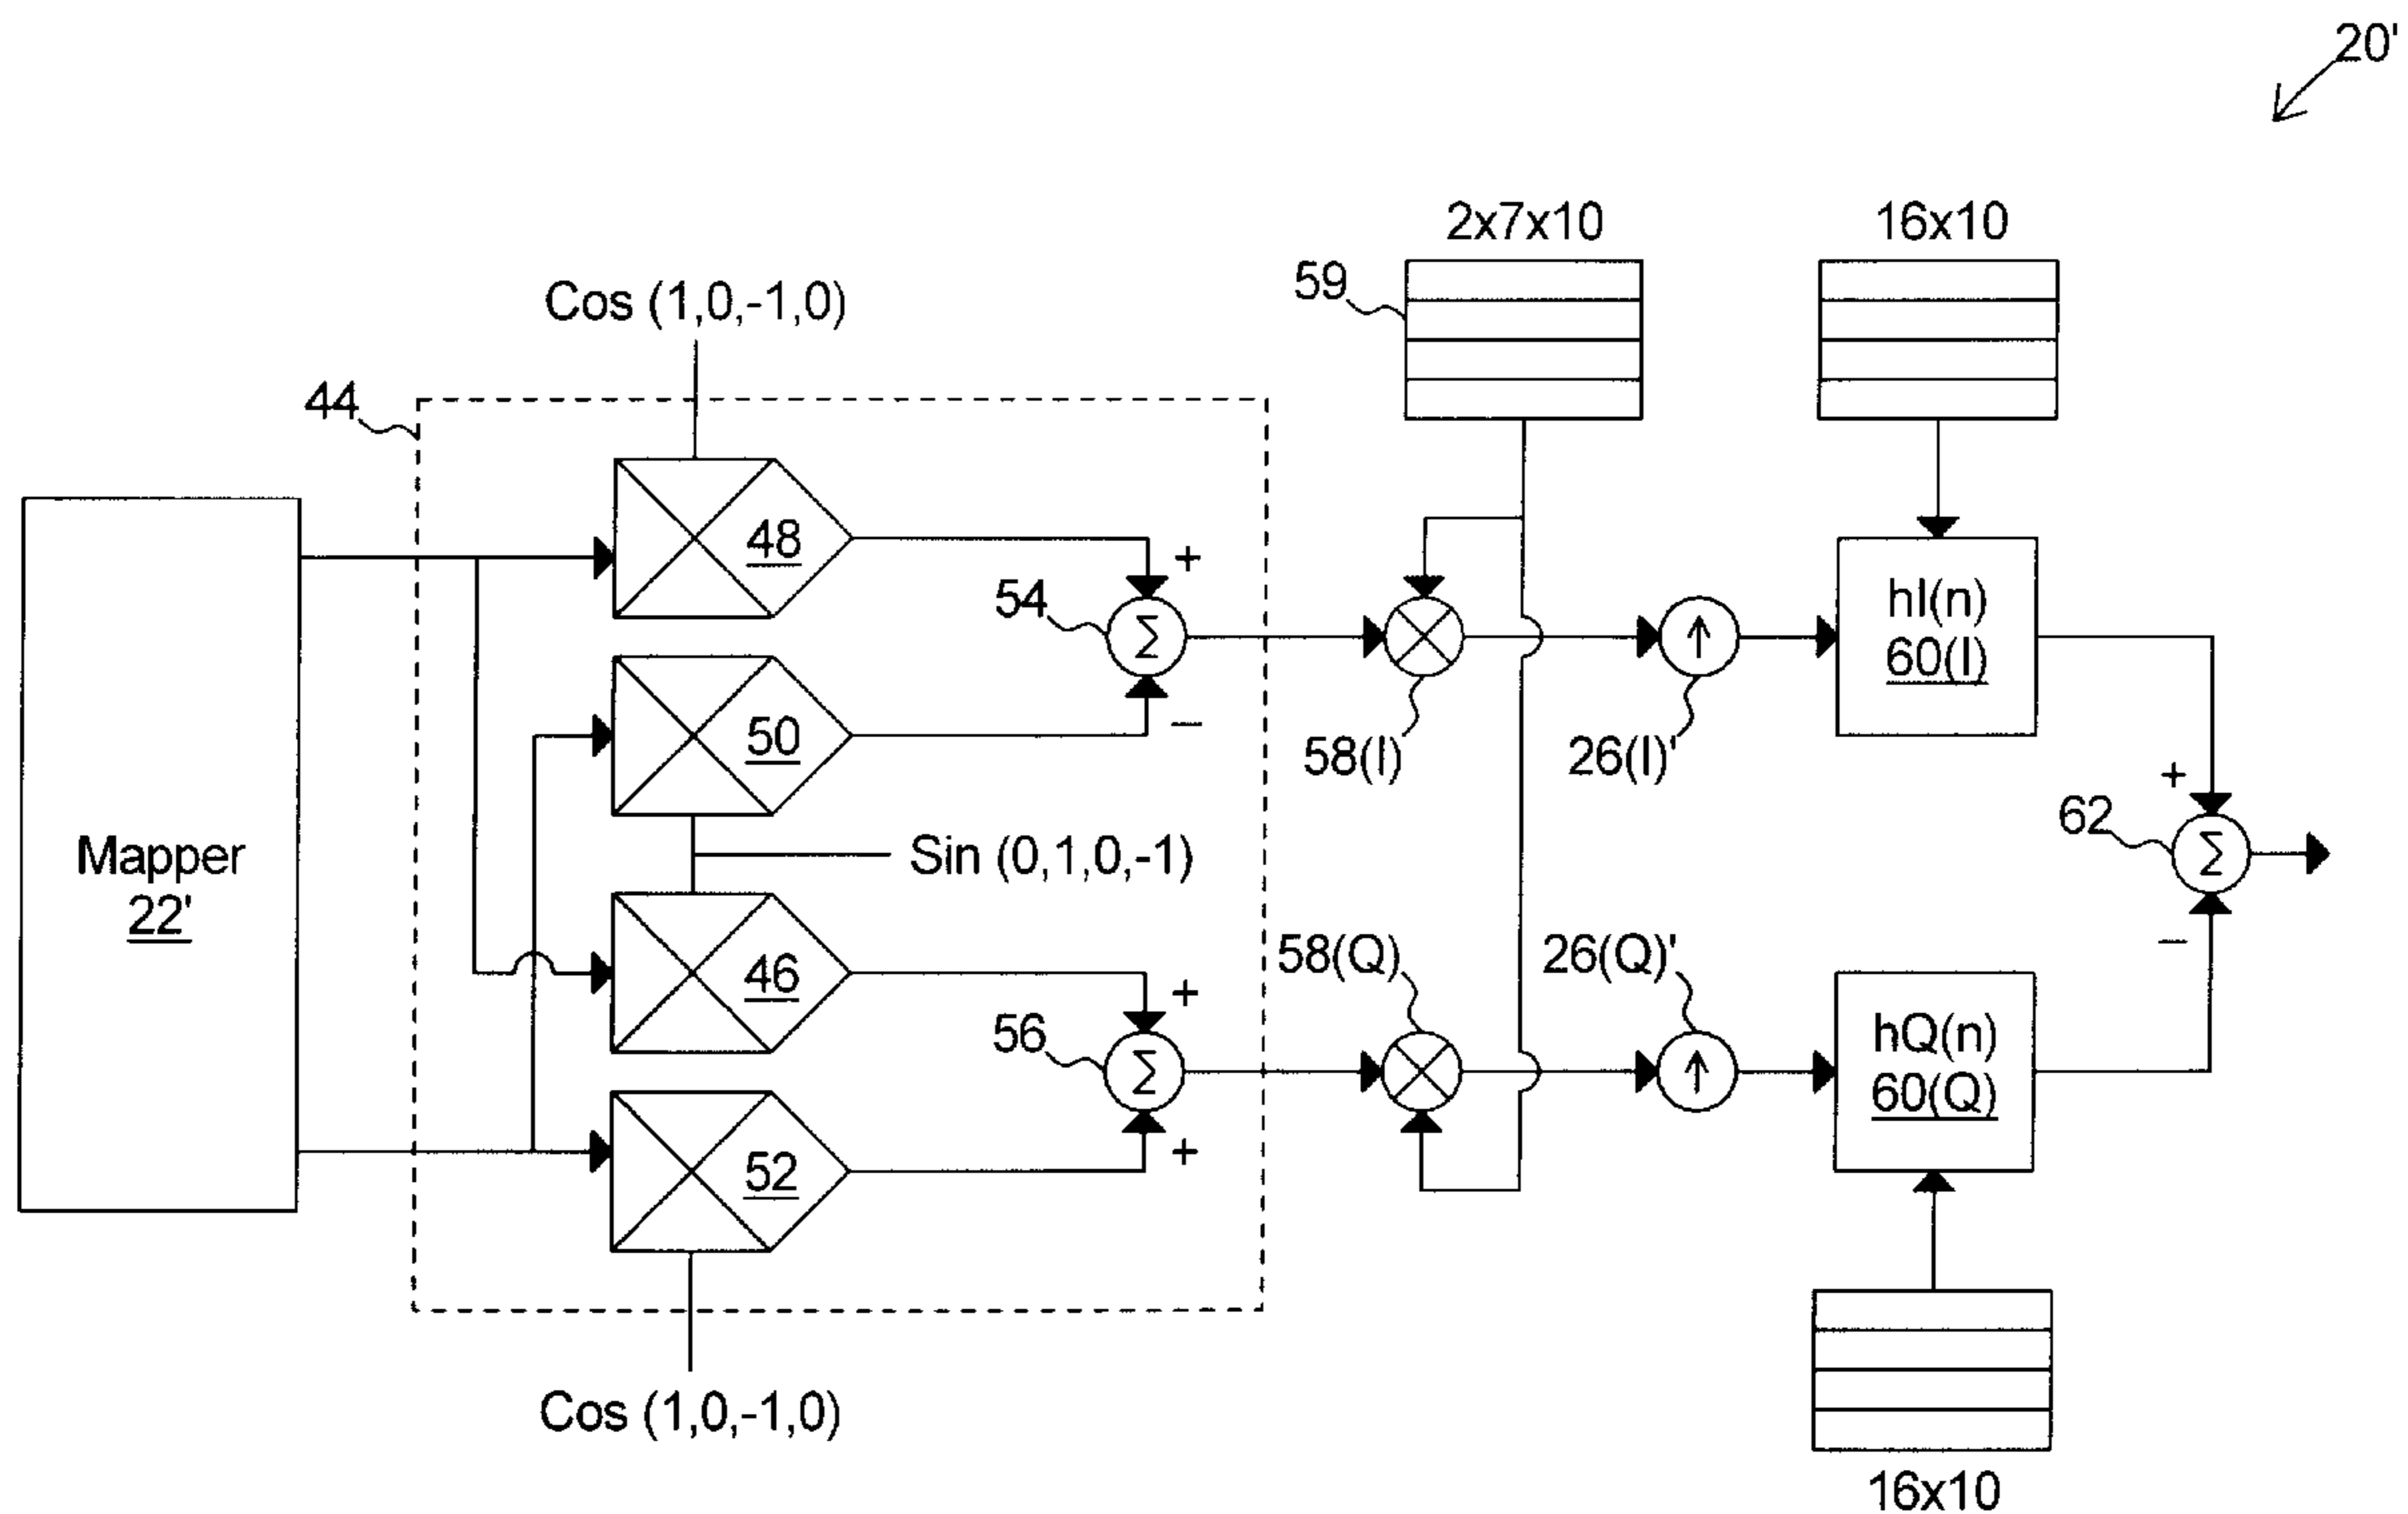 20'
2x7x10
16x10
59
Cos (1,0,-1,0)
44
48
+
54
Σ
hI(n)
60(I)
50
−
58(I)
26(I)'
+
62
Σ
Mapper
22'
Sin (0,1,0,-1)
46
+
58(Q)
26(Q)'
−
56
Σ
hQ(n)
60(Q)
52
+
Cos (1,0,-1,0)
16x10